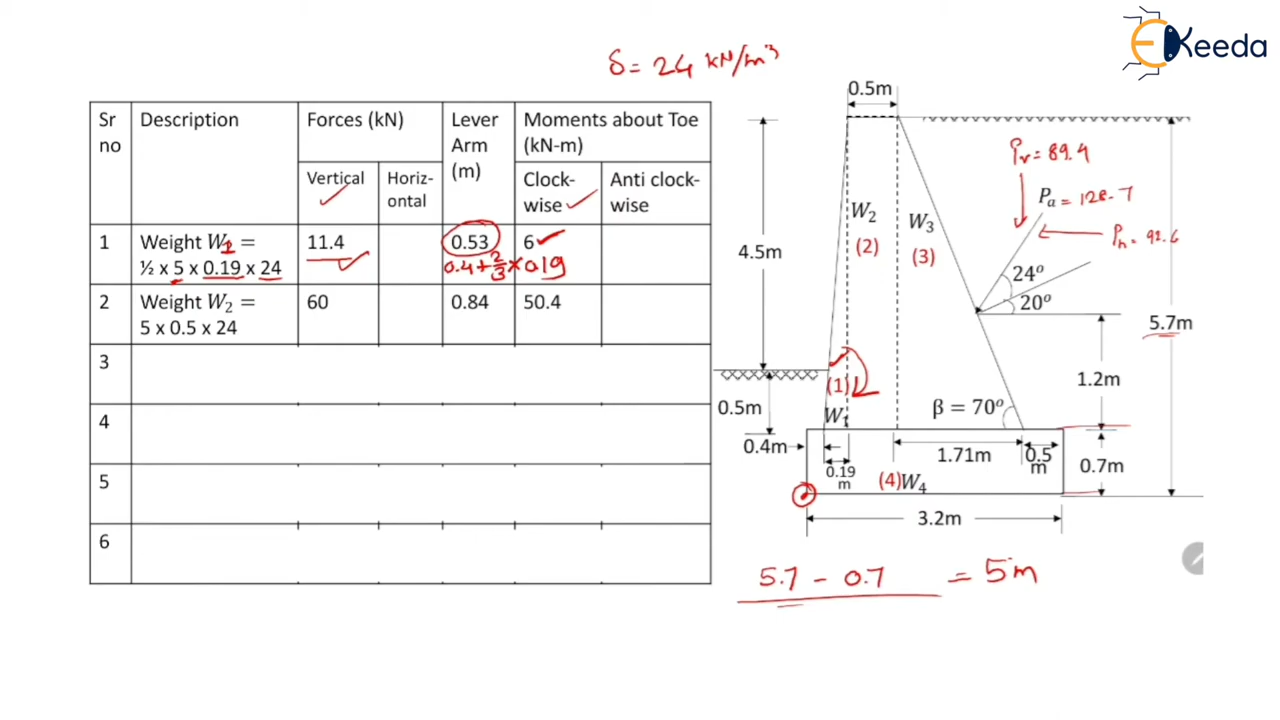 Keeda
δ = 24 kN/m³
Sr no
Description
Forces (kN)
Lever Arm (m)
Moments about Toe (kN-m)
Vertical
Horiz-ontal
Clock-wise
Anti clock-wise
1
Weight W₁ =
½ x 5 x 0.19 x 24
11.4
0.53
0.4+2/3×0.19
6
2
Weight W₂ =
5 x 0.5 x 24
60
0.84
50.4
3
4
5
6
0.5m
Pv = 89.4
Pa = 128.7
Ph = 92.6
W₂
(2)
W₃
(3)
4.5m
24°
20°
5.7m
1.2m
(1)
W₁
β = 70°
0.5m
0.4m
0.19 m
1.71m
0.5 m
0.7m
(4) W₄
3.2m
5.7 - 0.7 = 5m